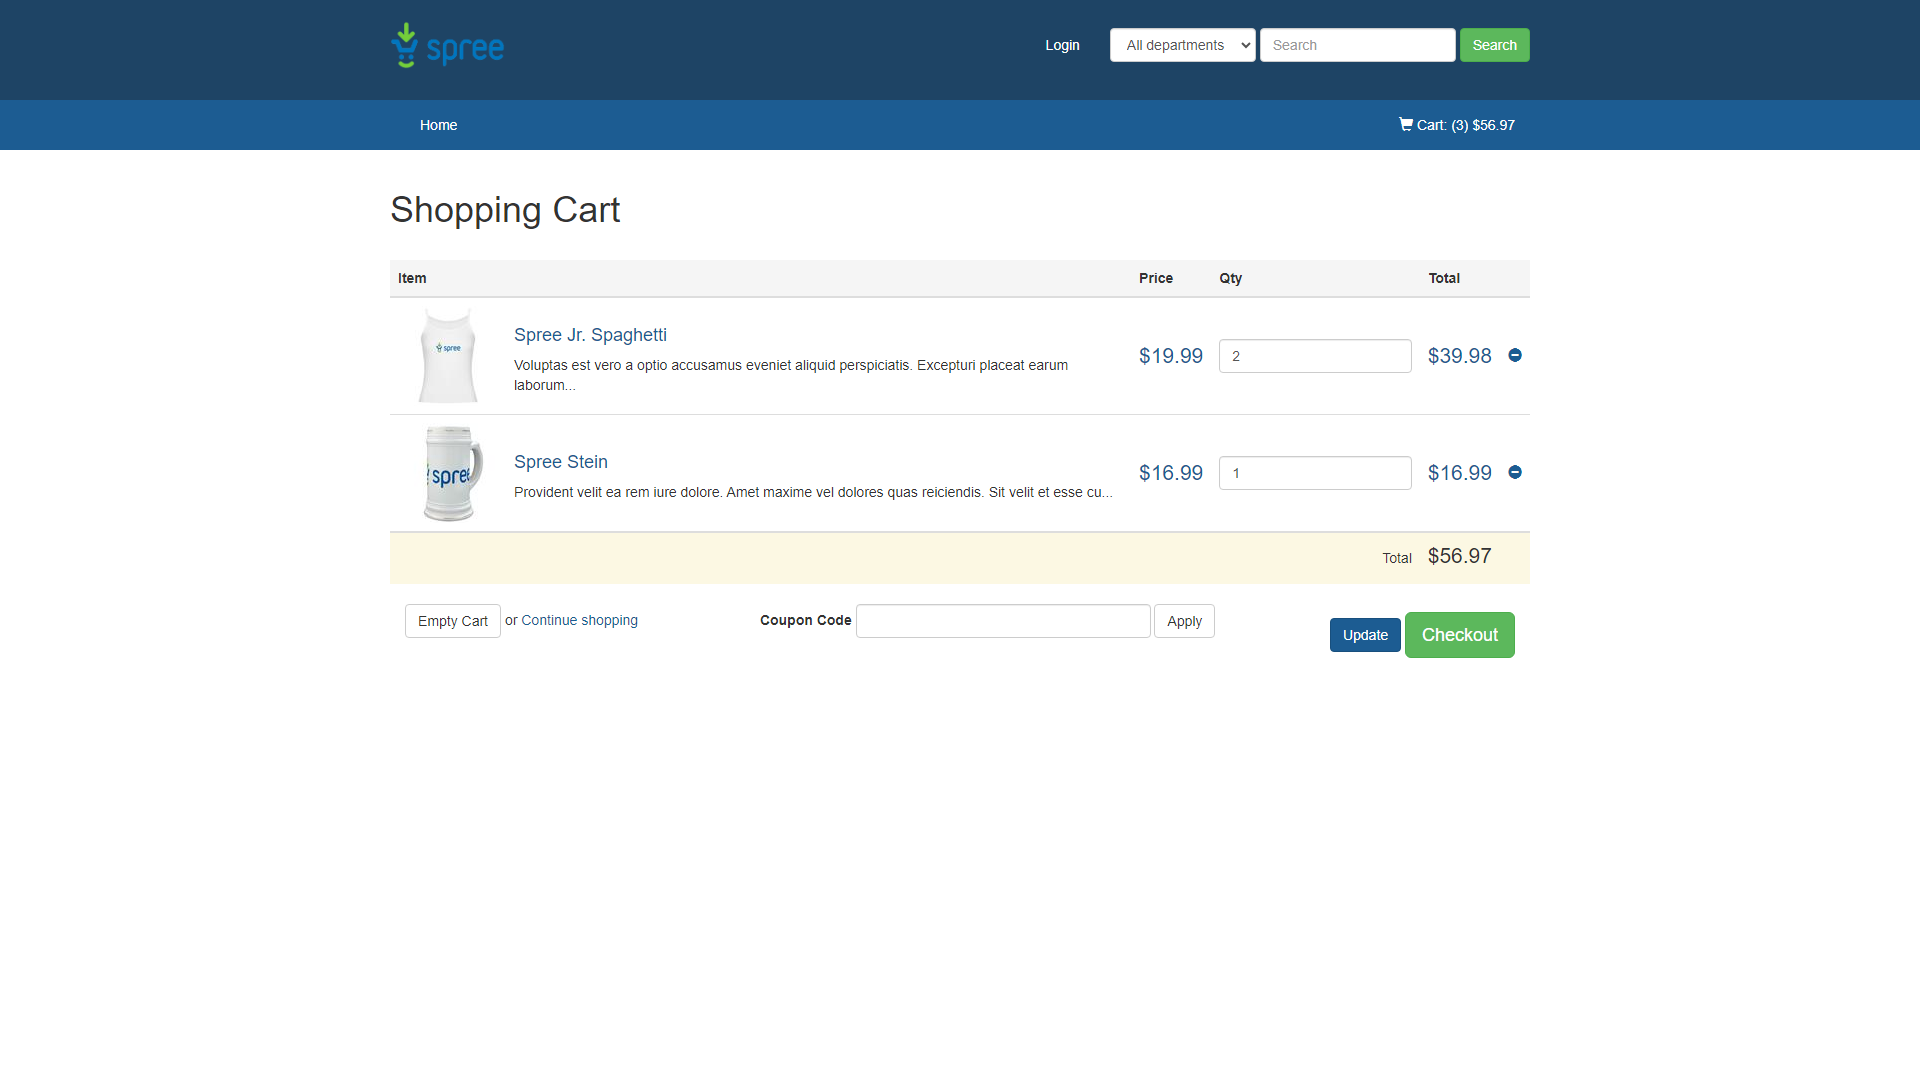 spree
Login
All departments
Search
Search
Home
Cart: (3) $56.97
Shopping Cart
Item Price Qty Total
spree
Spree Jr. Spaghetti
Voluptas est vero a optio accusamus eveniet aliquid perspiciatis. Excepturi placeat earum
laborum...
$19.99 2 $39.98
spree
Spree Stein
Provident velit ea rem iure dolore. Amet maxime vel dolores quas reiciendis. Sit velit et esse cu...
$16.99 1 $16.99
Total $56.97
Empty Cart or Continue shopping
Coupon Code Apply
Update Checkout